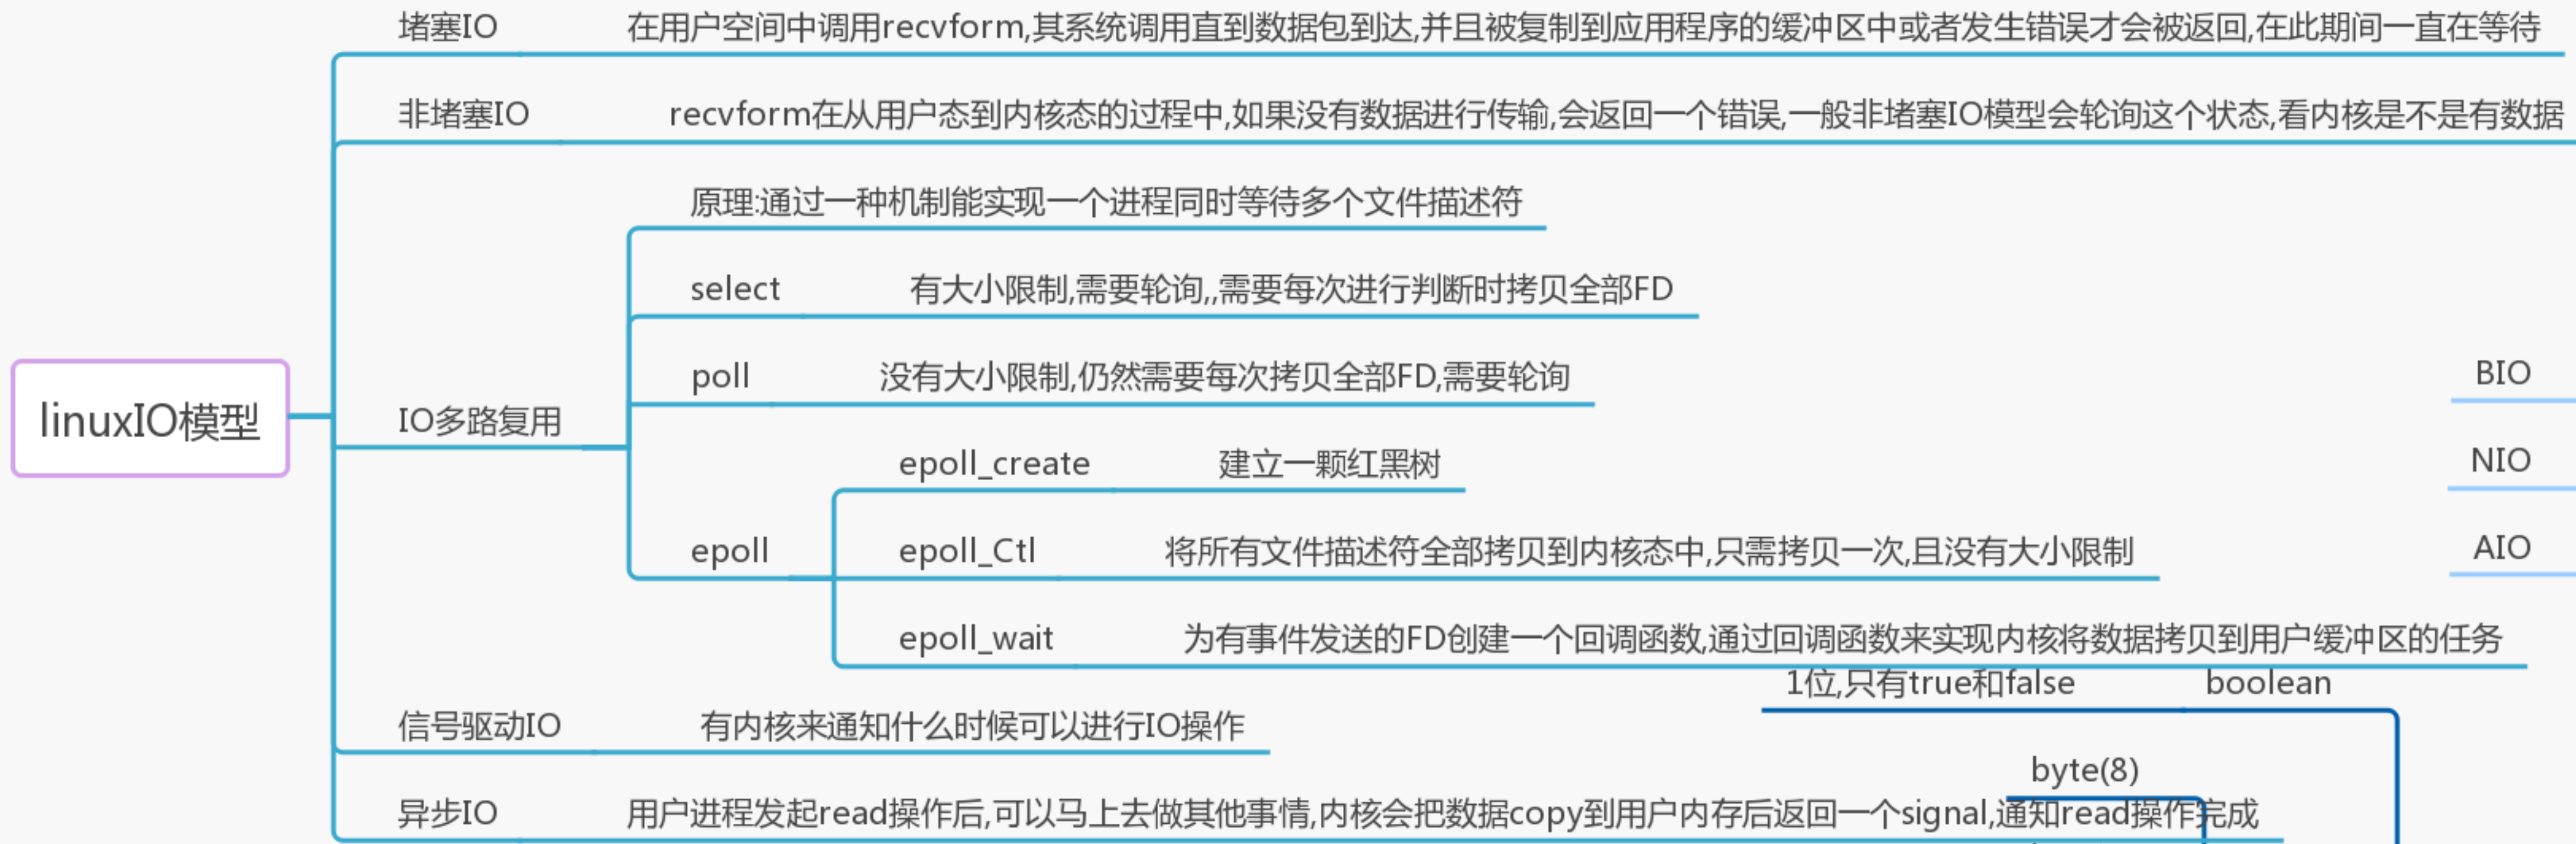 堵塞IO
在用户空间中调用recvform,其系统调用直到数据包到达,并且被复制到应用程序的缓冲区中或者发生错误才会被返回,在此期间一直在等待
非堵塞IO
recvform在从用户态到内核态的过程中,如果没有数据进行传输,会返回一个错误,一般非堵塞IO模型会轮询这个状态,看内核是不是有数据
原理:通过一种机制能实现一个进程同时等待多个文件描述符
select
有大小限制,需要轮询,,需要每次进行判断时拷贝全部FD
poll
没有大小限制,仍然需要每次拷贝全部FD,需要轮询
BIO
linuxIO模型
IO多路复用
epoll_create
建立一颗红黑树
NIO
epoll
epoll_Ctl
将所有文件描述符全部拷贝到内核态中,只需拷贝一次,且没有大小限制
AIO
epoll_wait
为有事件发送的FD创建一个回调函数,通过回调函数来实现内核将数据拷贝到用户缓冲区的任务
1位,只有true和false
boolean
信号驱动IO
有内核来通知什么时候可以进行IO操作
byte(8)
异步IO
用户进程发起read操作后,可以马上去做其他事情,内核会把数据copy到用户内存后返回一个signal,通知read操作完成